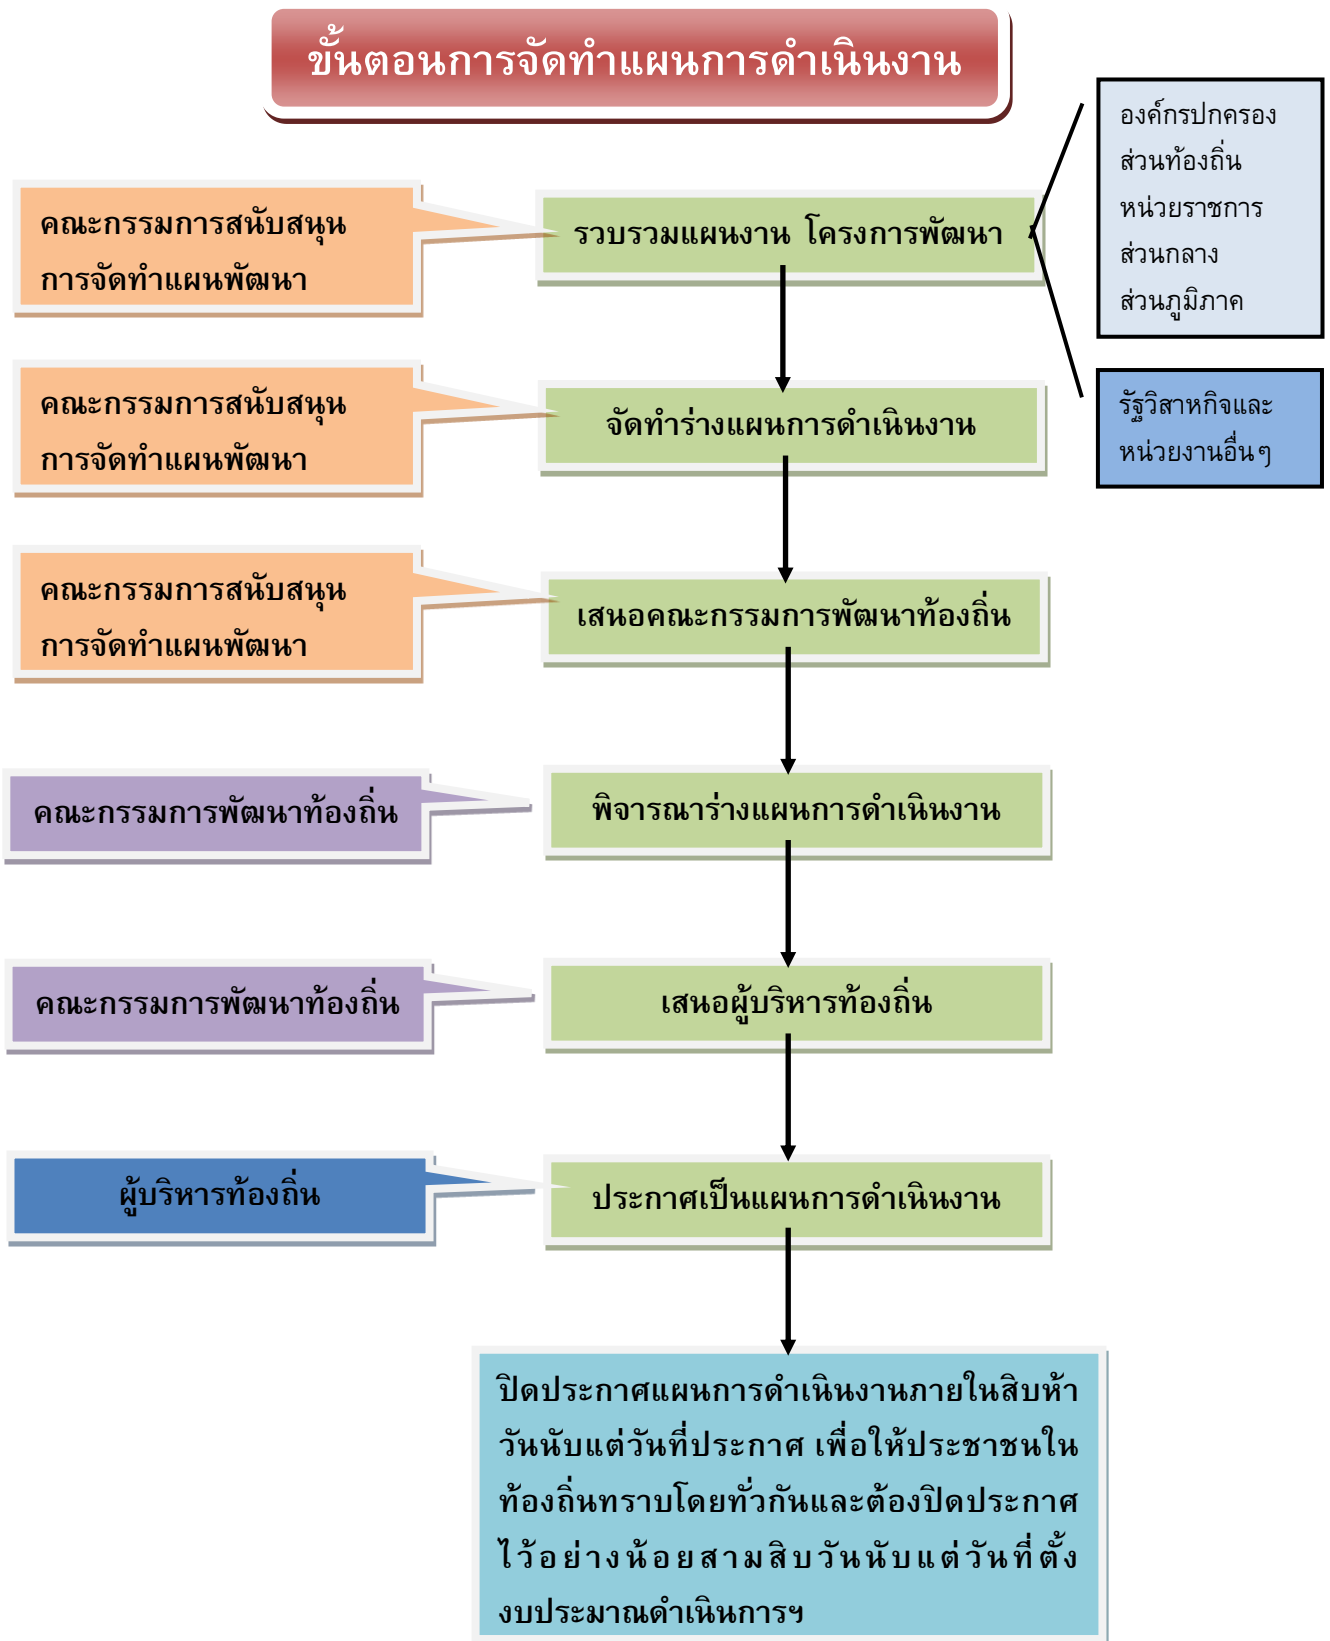 ขั้นตอนการจัดทำแผนการดำเนินงาน
องค์กรปกครอง
ส่วนท้องถิ่น
หน่วยราชการ
ส่วนกลาง
ส่วนภูมิภาค
คณะกรรมการสนับสนุน
การจัดทำแผนพัฒนา
รวบรวมแผนงาน โครงการพัฒนา
รัฐวิสาหกิจและ
หน่วยงานอื่นๆ
คณะกรรมการสนับสนุน
การจัดทำแผนพัฒนา
จัดทำร่างแผนการดำเนินงาน
คณะกรรมการสนับสนุน
การจัดทำแผนพัฒนา
เสนอคณะกรรมการพัฒนาท้องถิ่น
คณะกรรมการพัฒนาท้องถิ่น
พิจารณาร่างแผนการดำเนินงาน
คณะกรรมการพัฒนาท้องถิ่น
เสนอผู้บริหารท้องถิ่น
ผู้บริหารท้องถิ่น
ประกาศเป็นแผนการดำเนินงาน
ปิดประกาศแผนการดำเนินงานภายในสิบห้า
วันนับแต่วันที่ประกาศ เพื่อให้ประชาชนใน
ท้องถิ่นทราบโดยทั่วกันและต้องปิดประกาศ
ไว้อย่างน้อยสามสิบวันนับแต่วันที่ตั้ง
งบประมาณดำเนินการฯ